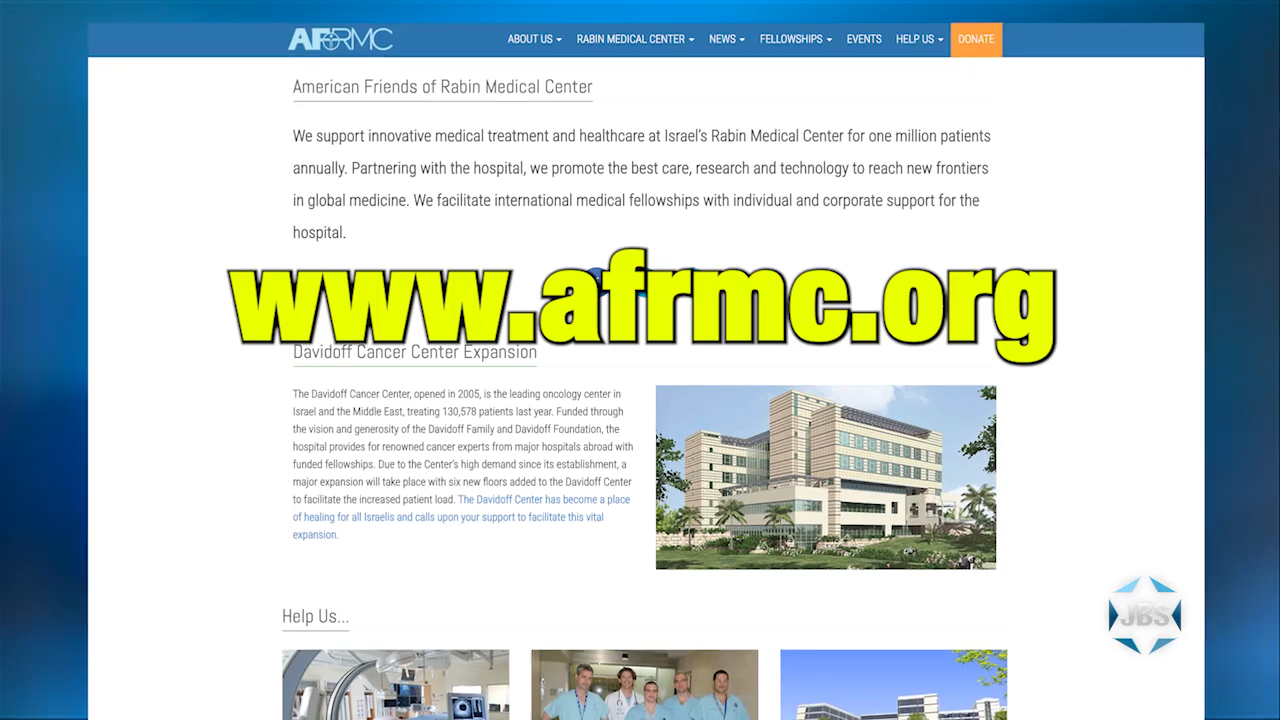 AFRMC
ABOUT US
RABIN MEDICAL CENTER
NEWS
FELLOWSHIPS
EVENTS
HELP US
DONATE
American Friends of Rabin Medical Center
We support innovative medical treatment and healthcare at Israel's Rabin Medical Center for one million patients
annually. Partnering with the hospital, we promote the best care, research and technology to reach new frontiers
in global medicine. We facilitate international medical fellowships with individual and corporate support for the
hospital.
www.afrmc.org
Davidoff Cancer Center Expansion
The Davidoff Cancer Center, opened in 2005, is the leading oncology center in
Israel and the Middle East, treating 130,578 patients last year. Funded through
the vision and generosity of the Davidoff Family and Davidoff Foundation, the
hospital provides for renowned cancer experts from major hospitals abroad with
funded fellowships. Due to the Center's high demand since its establishment, a
major expansion will take place with six new floors added to the Davidoff Center
to facilitate the increased patient load. The Davidoff Center has become a place
of healing for all Israelis and calls upon your support to facilitate this vital
expansion.
Help Us...
JBS